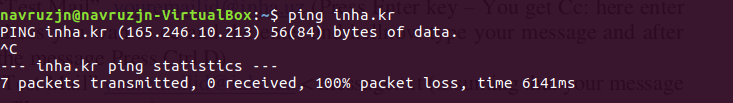 navruzjn@navruzjn-VirtualBox:~$ ping inha.kr
PING inha.kr (165.246.10.213) 56(84) bytes of data.
^C
--- inha.kr ping statistics ---
7 packets transmitted, 0 received, 100% packet loss, time 6141ms